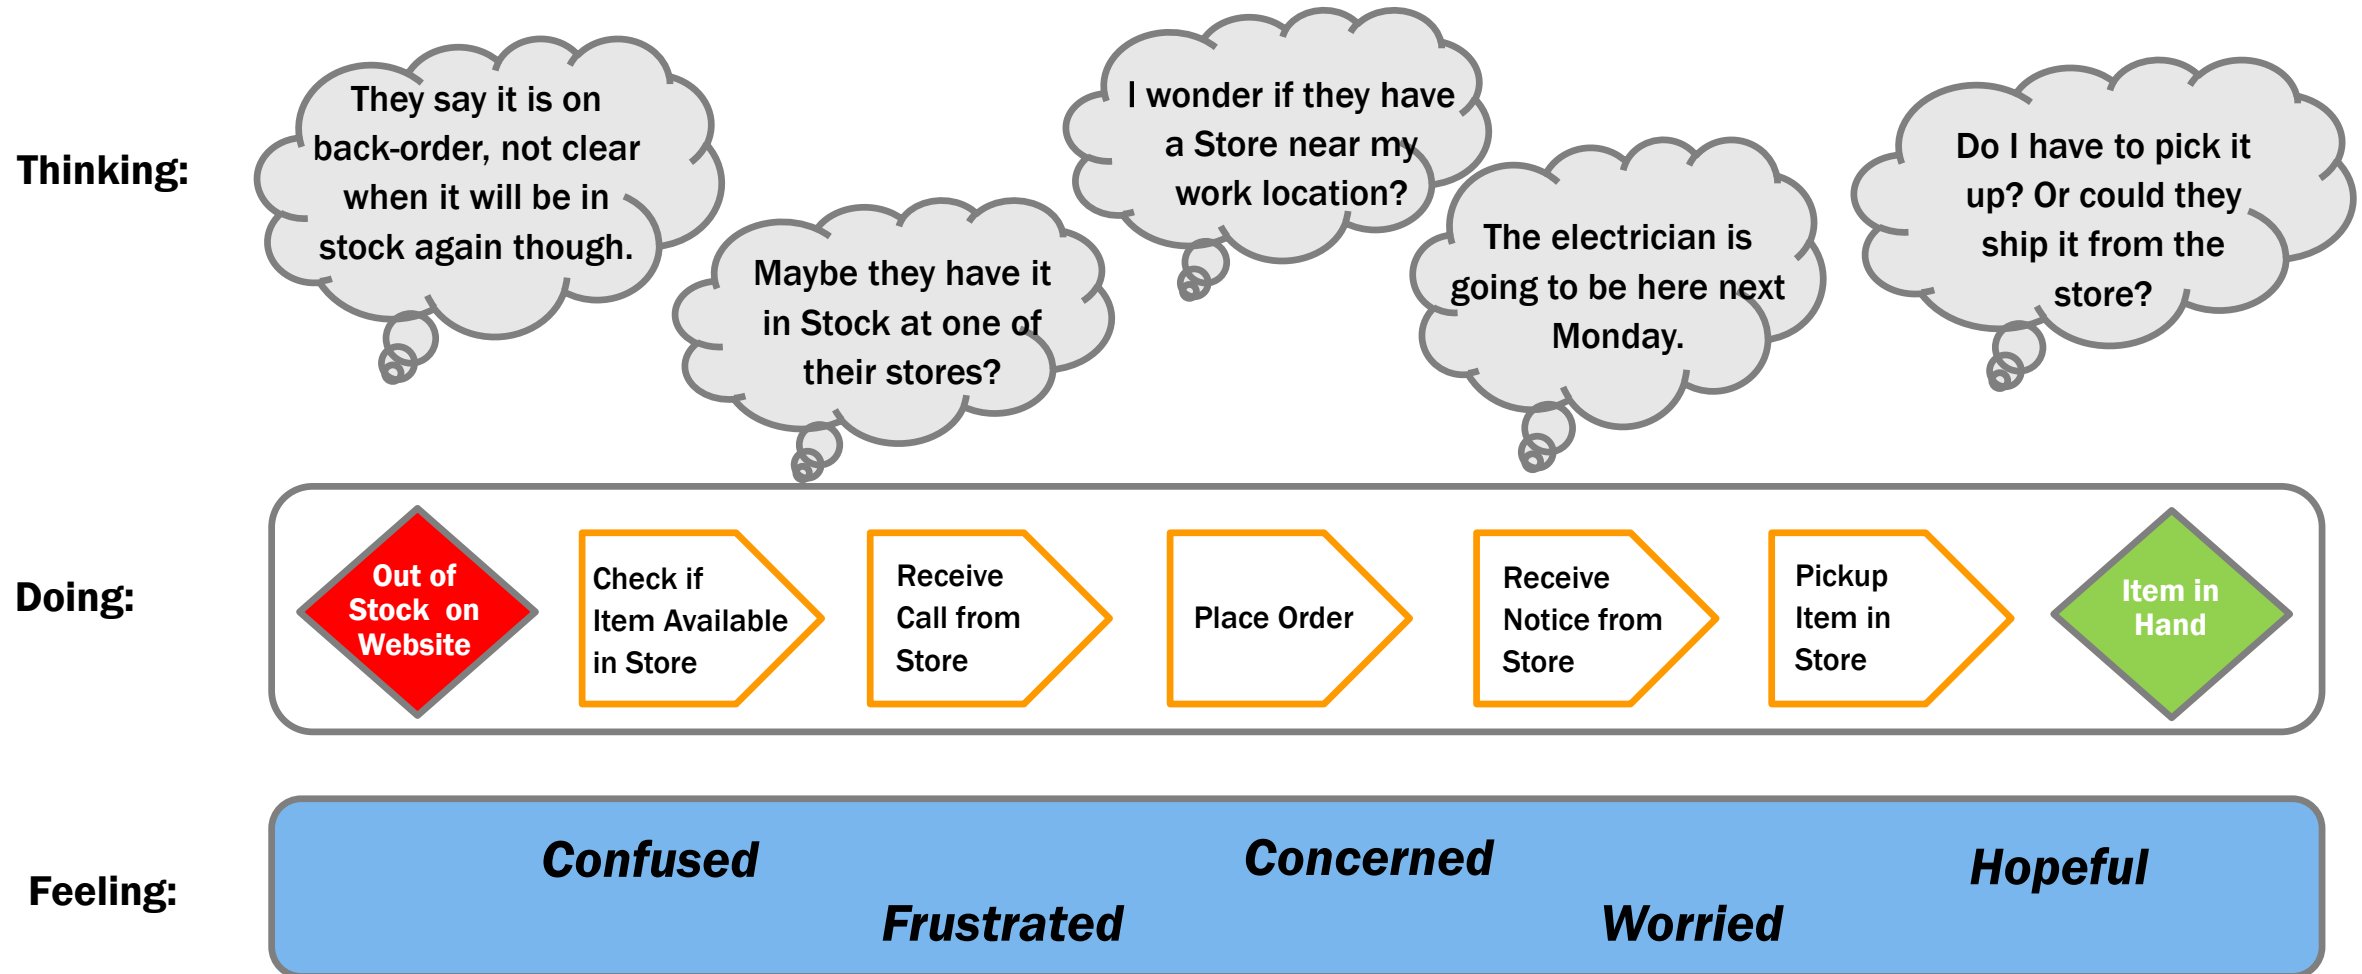 Thinking:
They say it is on
back-order, not clear
when it will be in
stock again though.
Maybe they have it
in Stock at one of
their stores?
I wonder if they have
a Store near my
work location?
The electrician is
going to be here next
Monday.
Do I have to pick it
up? Or could they
ship it from the
store?
Doing:
Out of
Stock on
Website
Check if
Item Available
in Store
Receive
Call from
Store
Place Order
Receive
Notice from
Store
Pickup
Item in
Store
Item in
Hand
Feeling:
Confused
Frustrated
Concerned
Worried
Hopeful